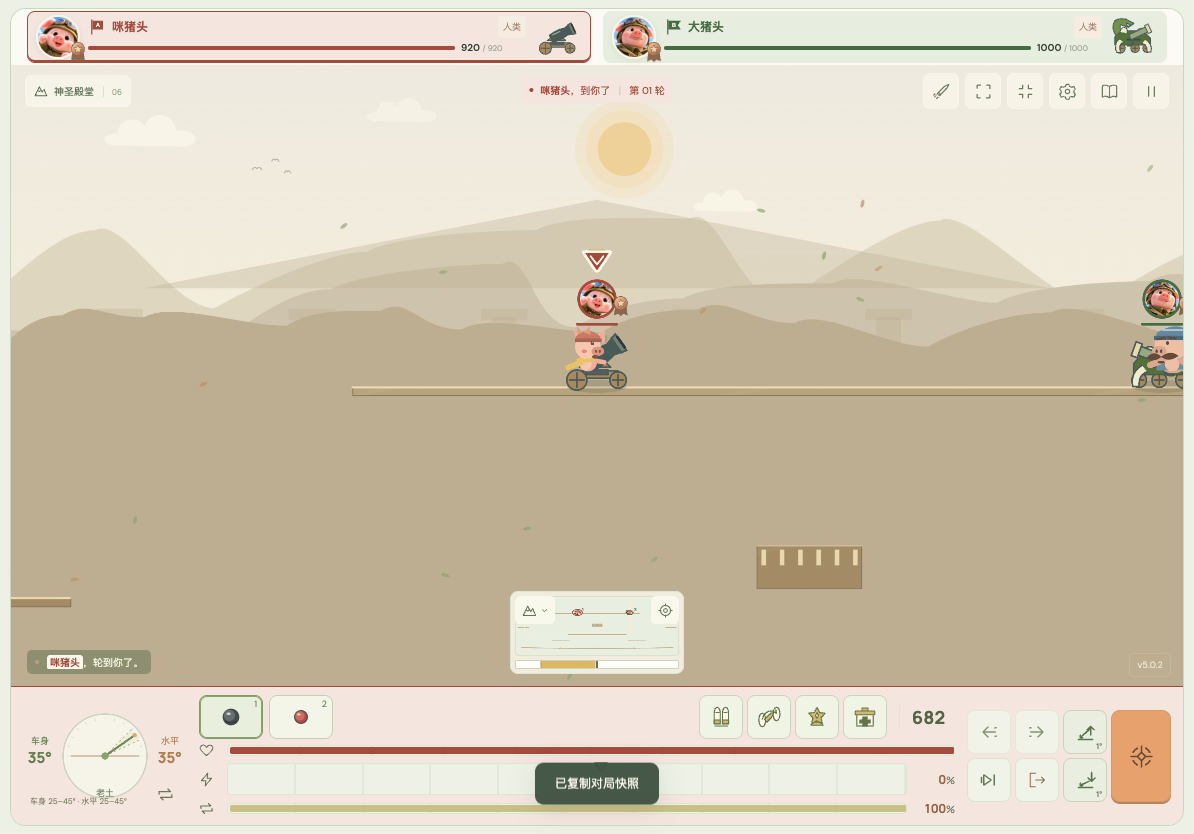 咪猪头
人类
920 / 920
大猪头
人类
1000 / 1000
神圣殿堂 06
咪猪头，到你了 第 01 轮
咪猪头，轮到你了。
v5.0.2
1
2
682
车身
35°
水平
35°
老土
车身 25–45° · 水平 25–45°
0%
100%
已复制对局快照
1°
1°